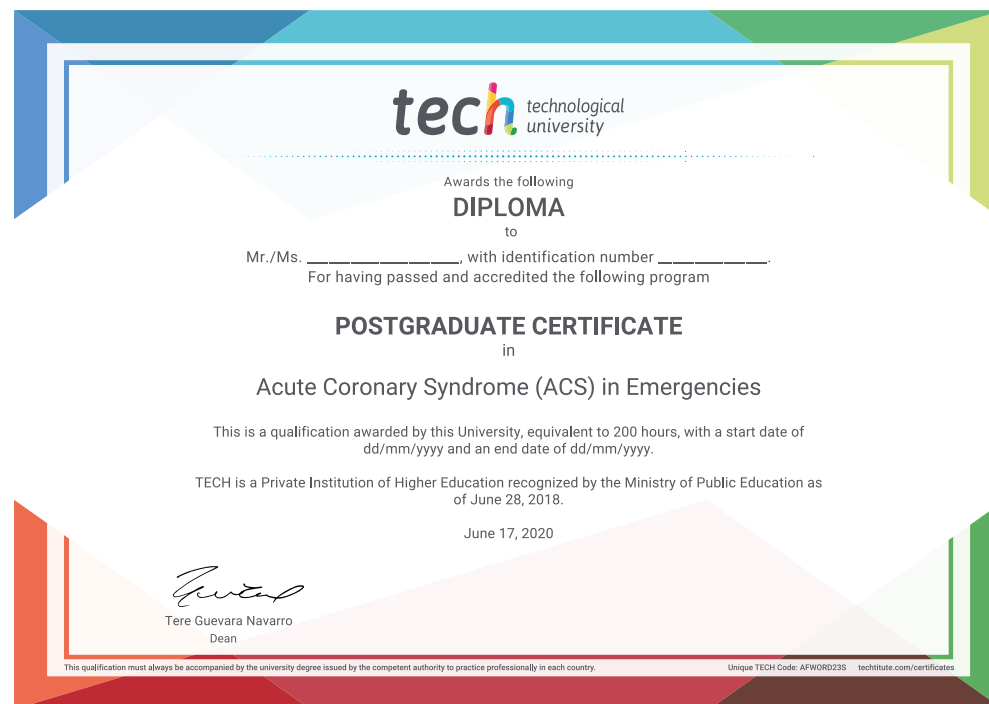 tech technological
university
Awards the following
DIPLOMA
to
Mr./Ms. ______________, with identification number __________.
For having passed and accredited the following program
POSTGRADUATE CERTIFICATE
in
Acute Coronary Syndrome (ACS) in Emergencies
This is a qualification awarded by this University, equivalent to 200 hours, with a start date of
dd/mm/yyyy and an end date of dd/mm/yyyy.
TECH is a Private Institution of Higher Education recognized by the Ministry of Public Education as
of June 28, 2018.
June 17, 2020
Tere Guevara Navarro
Dean
This qualification must always be accompanied by the university degree issued by the competent authority to practice professionally in each country.
Unique TECH Code: AFWORD23S techtitute.com/certificates